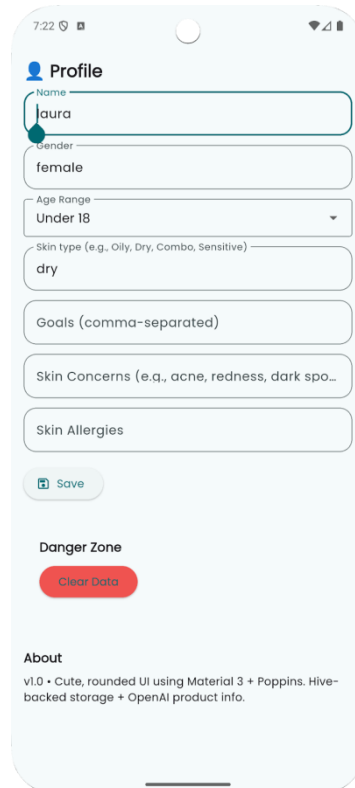 7:22
👤 Profile
Name
laura
Gender
female
Age Range
Under 18
Skin type (e.g., Oily, Dry, Combo, Sensitive)
dry
Goals (comma-separated)
Skin Concerns (e.g., acne, redness, dark spo...
Skin Allergies
Save
Danger Zone
Clear Data
About
v1.0 • Cute, rounded UI using Material 3 + Poppins. Hive-
backed storage + OpenAI product info.